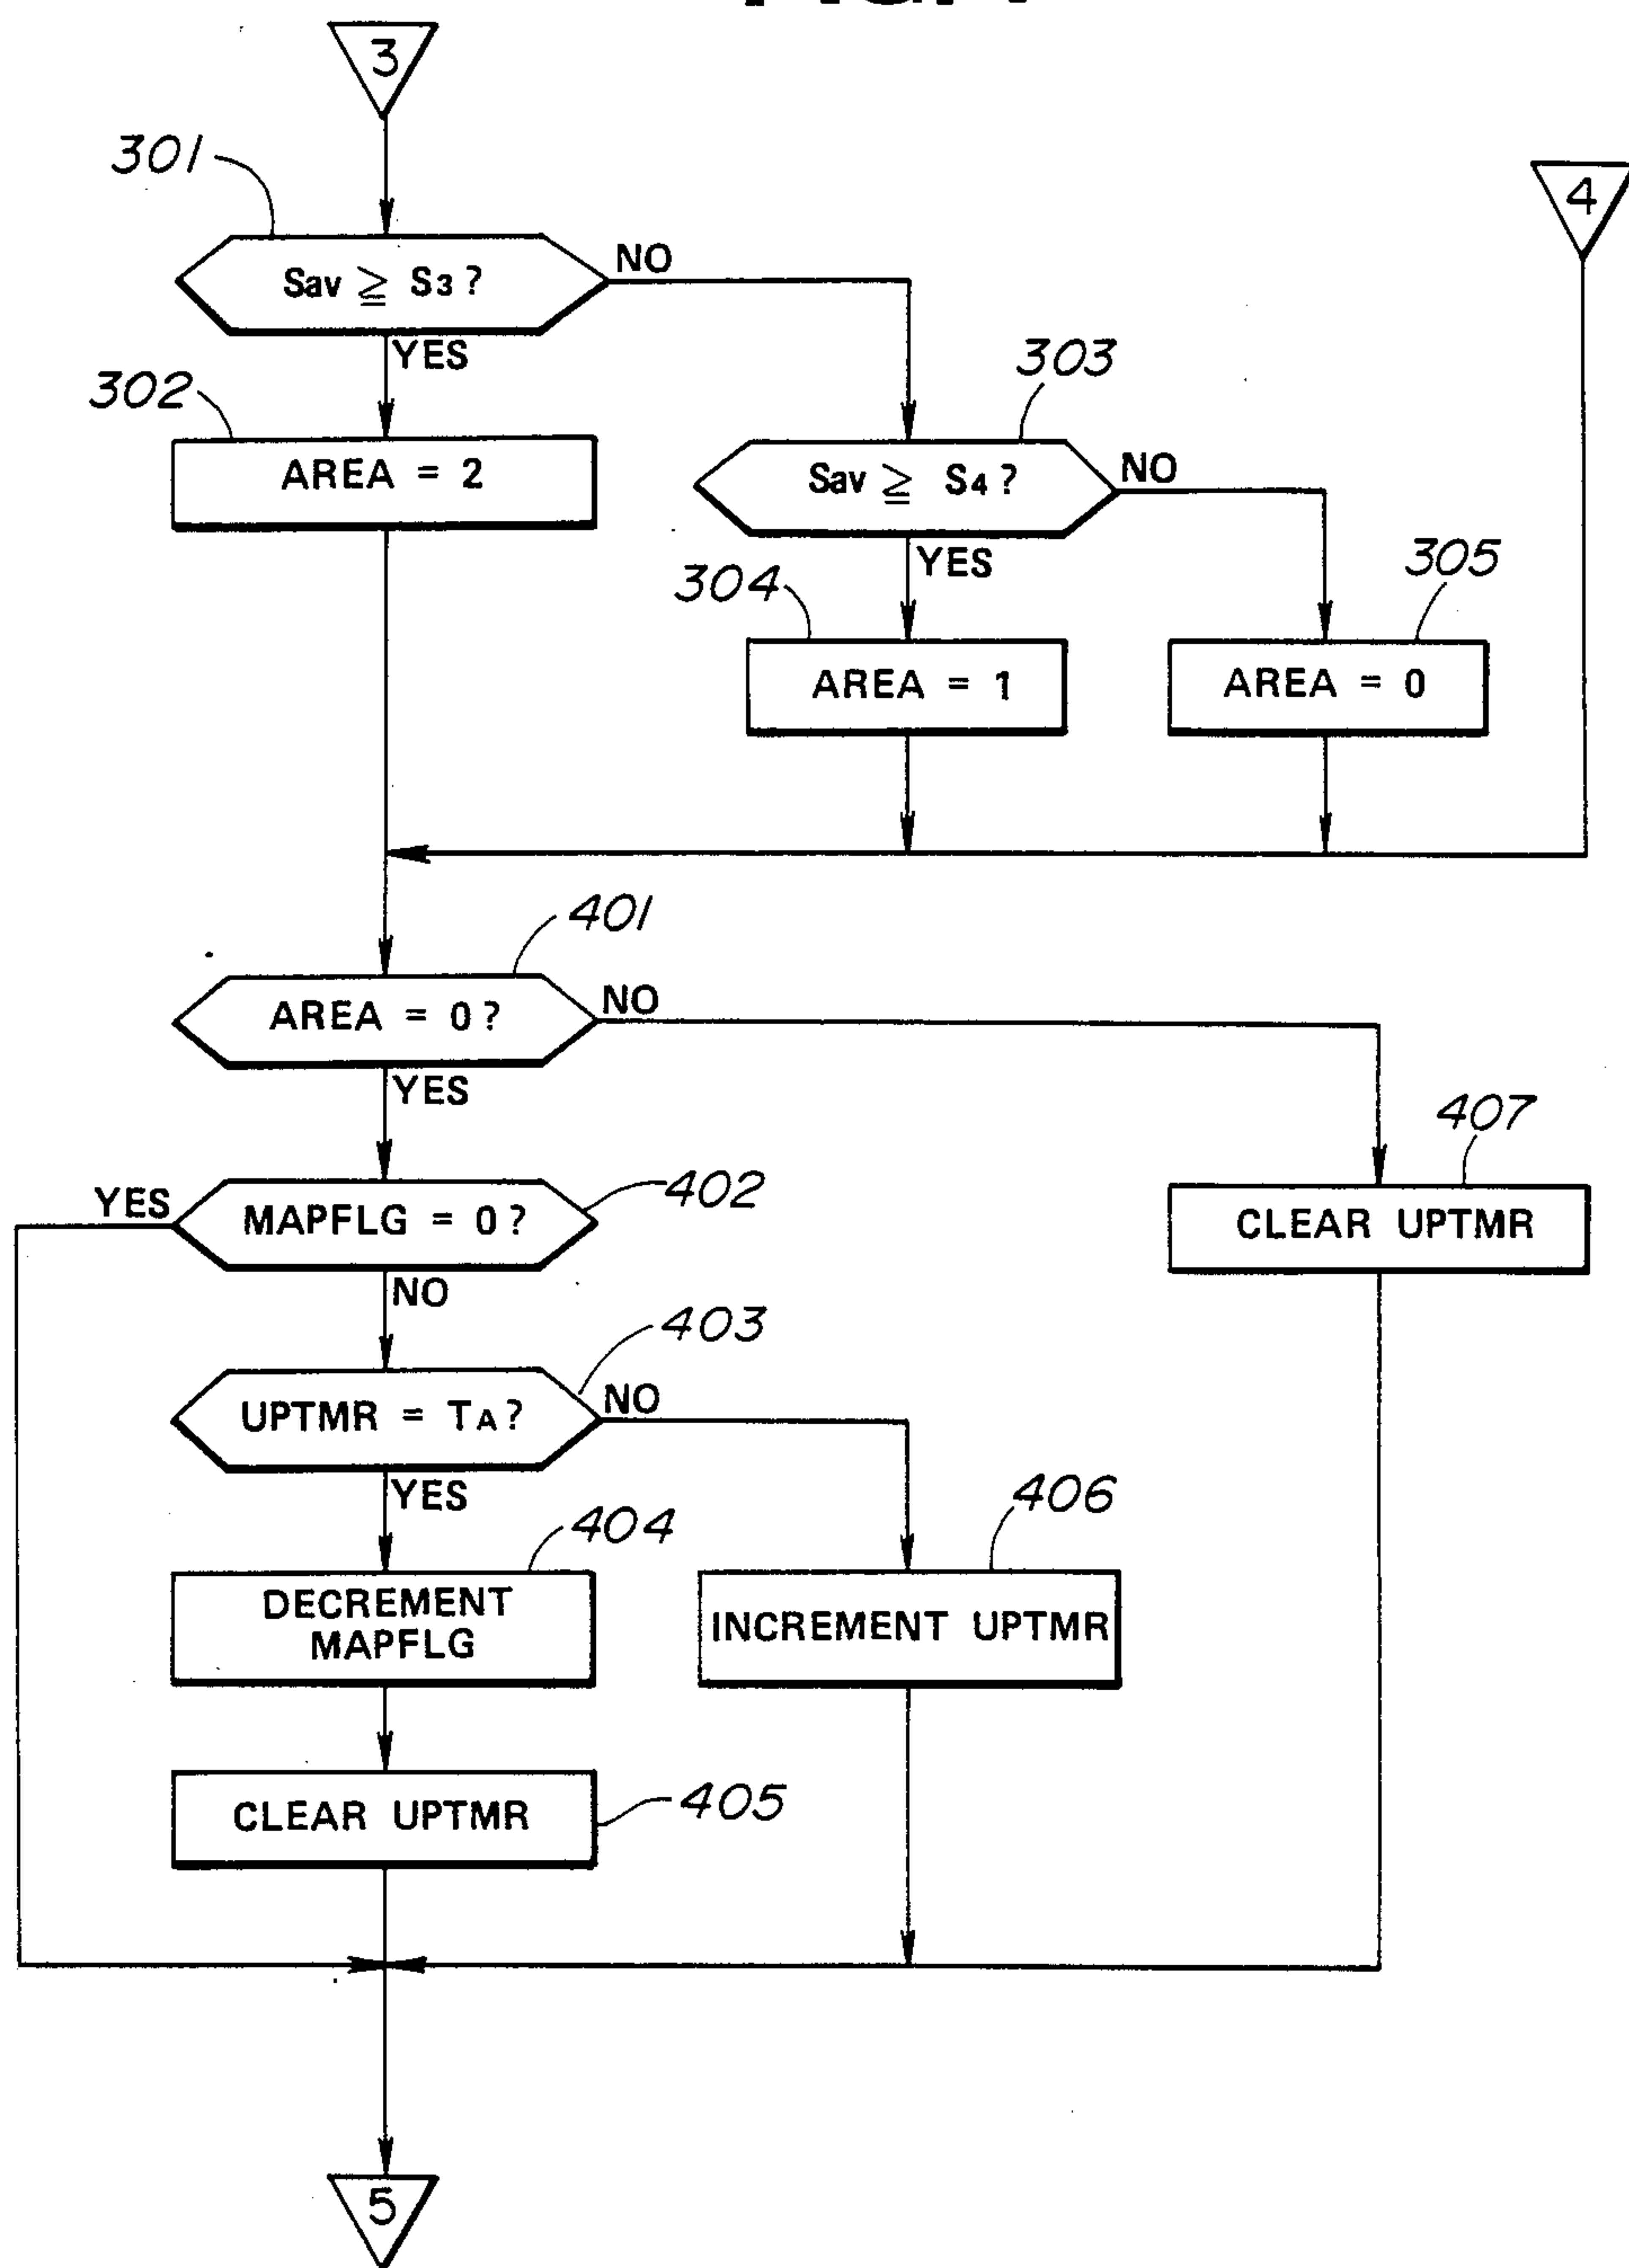 3
301
4
Sav ≧ S3?
NO
YES
303
302
AREA = 2
Sav ≧ S4?
NO
YES
304
305
AREA = 1
AREA = 0
401
AREA = 0?
NO
YES
407
402
YES
MAPFLG = 0?
CLEAR UPTMR
NO
403
UPTMR = TA?
NO
YES
406
404
DECREMENT
MAPFLG
INCREMENT UPTMR
CLEAR UPTMR
405
5